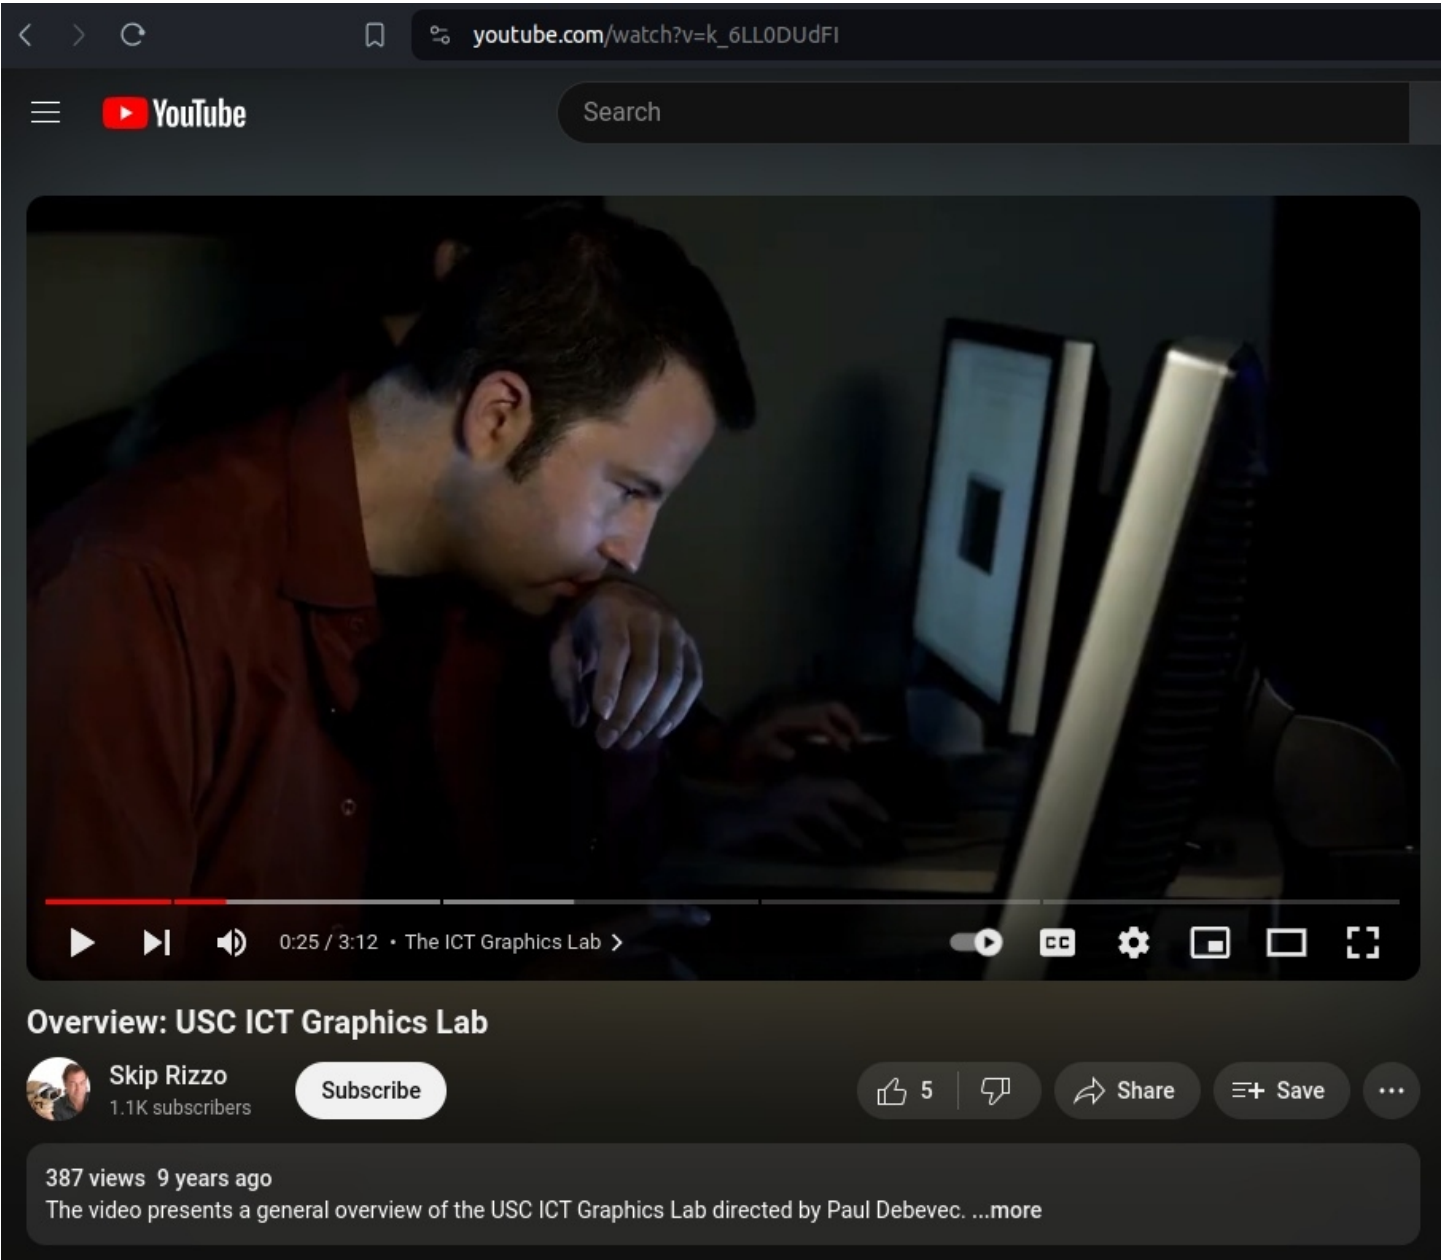 youtube.com/watch?v=k_6LL0DUdFI
YouTube
Search
0:25 / 3:12 • The ICT Graphics Lab
CC
Overview: USC ICT Graphics Lab
Skip Rizzo
1.1K subscribers
Subscribe
5
Share
Save
387 views 9 years ago
The video presents a general overview of the USC ICT Graphics Lab directed by Paul Debevec. ...more